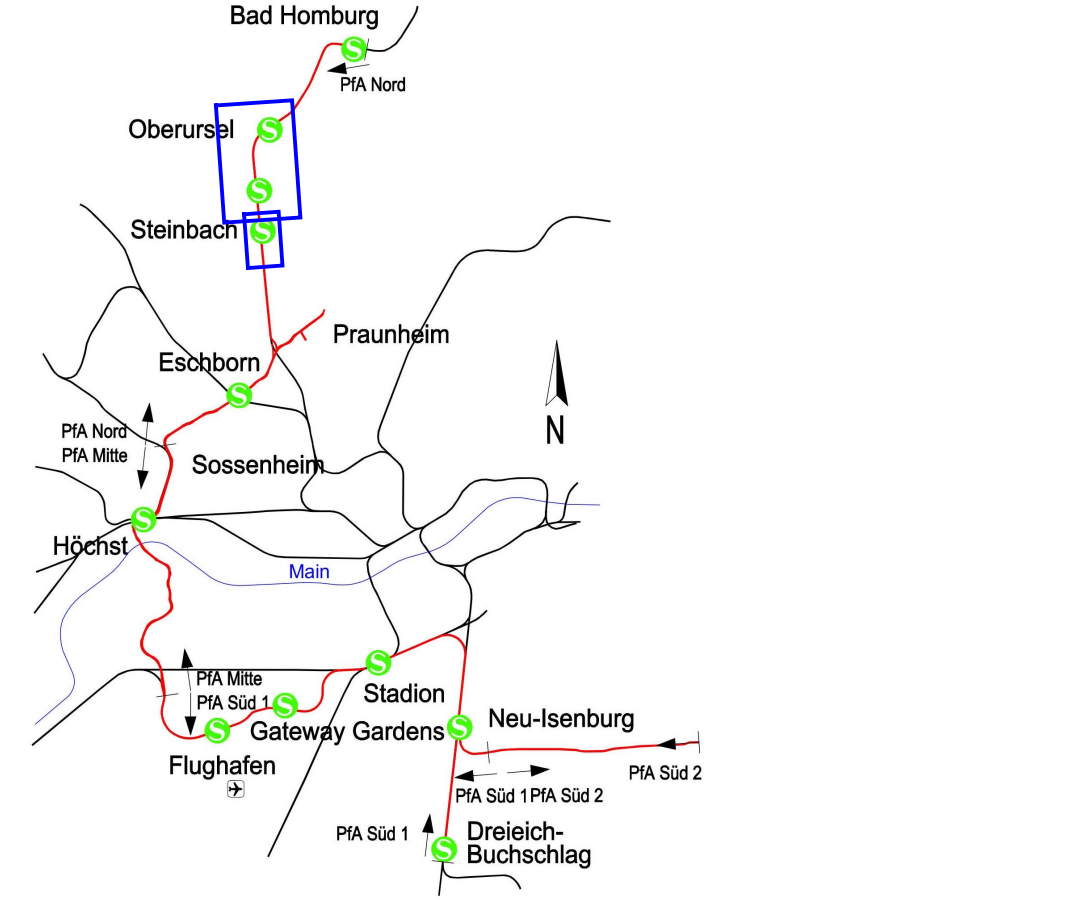 Bad Homburg
S
PfA Nord
Oberursel
S
S
Steinbach
S
Praunheim
Eschborn
S
PfA Nord
PfA Mitte
Sossenheim
N
S
Höchst
Main
PfA Mitte
PfA Süd 1
S
Stadion
S
S
Gateway Gardens
S
Neu-Isenburg
Flughafen
PfA Süd 2
PfA Süd 1
PfA Süd 2
PfA Süd 1
S
Dreieich-
Buchschlag